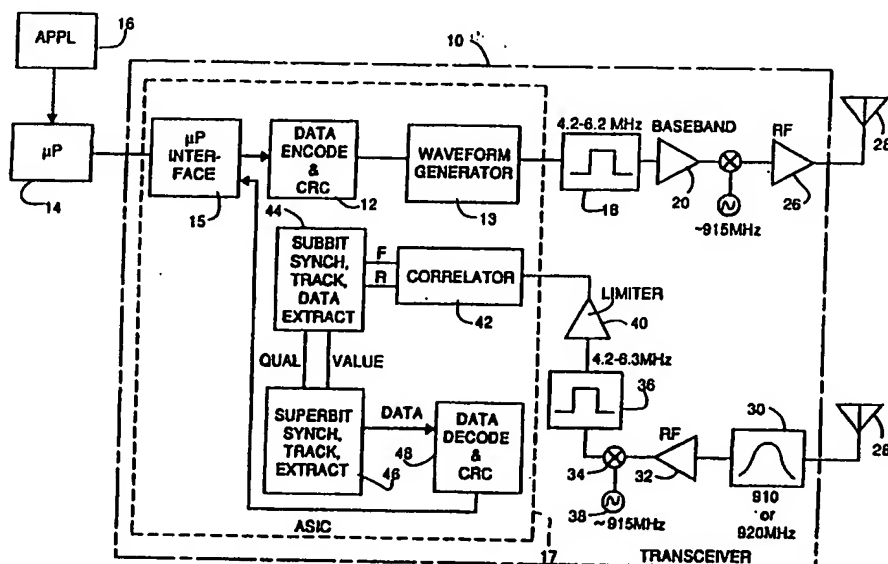 APPL
16
10
µP
14
µP
INTER-
FACE
15
DATA
ENCODE
&
CRC
12
WAVEFORM
GENERATOR
13
4.2-6.2 MHz
18
BASEBAND
20
~915MHz
RF
26
28
44
SUBBIT
SYNCH,
TRACK,
DATA
EXTRACT
F
R
CORRELATOR
42
LIMITER
40
4.2-6.3MHz
36
QUAL
VALUE
SUPERBIT
SYNCH,
TRACK,
EXTRACT
46
DATA
48
DATA
DECODE
&
CRC
34
38
~915MHz
RF
32
30
910
or
920MHz
28
ASIC
17
TRANSCEIVER